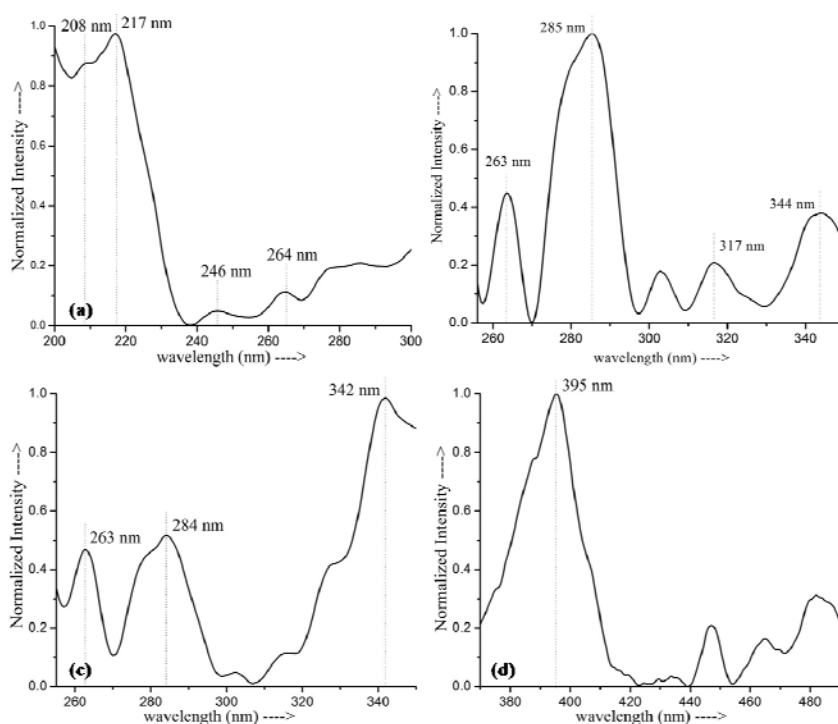 208 nm 217 nm
1.0
0.8
0.6
0.4
0.2
0.0
Normalized Intensity ---->
246 nm
264 nm
(a)
200 220 240 260 280 300
wavelength (nm) ---->
285 nm
1.0
0.8
0.6
0.4
0.2
0.0
Normalized Intensity ---->
263 nm
317 nm
344 nm
260 280 300 320 340
wavelength (nm) ---->
342 nm
1.0
0.8
0.6
0.4
0.2
0.0
Normalized Intensity ---->
263 nm
284 nm
(c)
260 280 300 320 340
wavelength (nm) ---->
395 nm
1.0
0.8
0.6
0.4
0.2
0.0
Normalized Intensity ---->
(d)
380 400 420 440 460 480
wavelength (nm) ---->